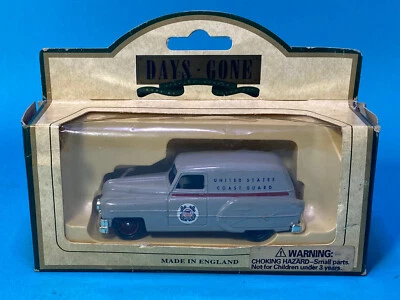 DAYS · GONE
UNITED STATES
COAST GUARD
MADE IN ENGLAND
WARNING:
CHOKING HAZARD-Small parts.
Not for Children under 3 years.